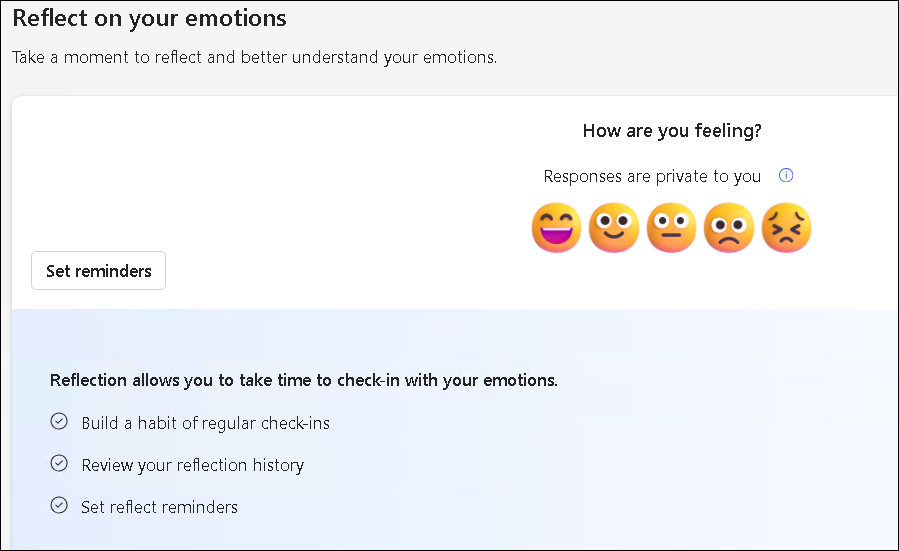 Reflect on your emotions
Take a moment to reflect and better understand your emotions.
How are you feeling?
Responses are private to you
Set reminders
Reflection allows you to take time to check-in with your emotions.
Build a habit of regular check-ins
Review your reflection history
Set reflect reminders